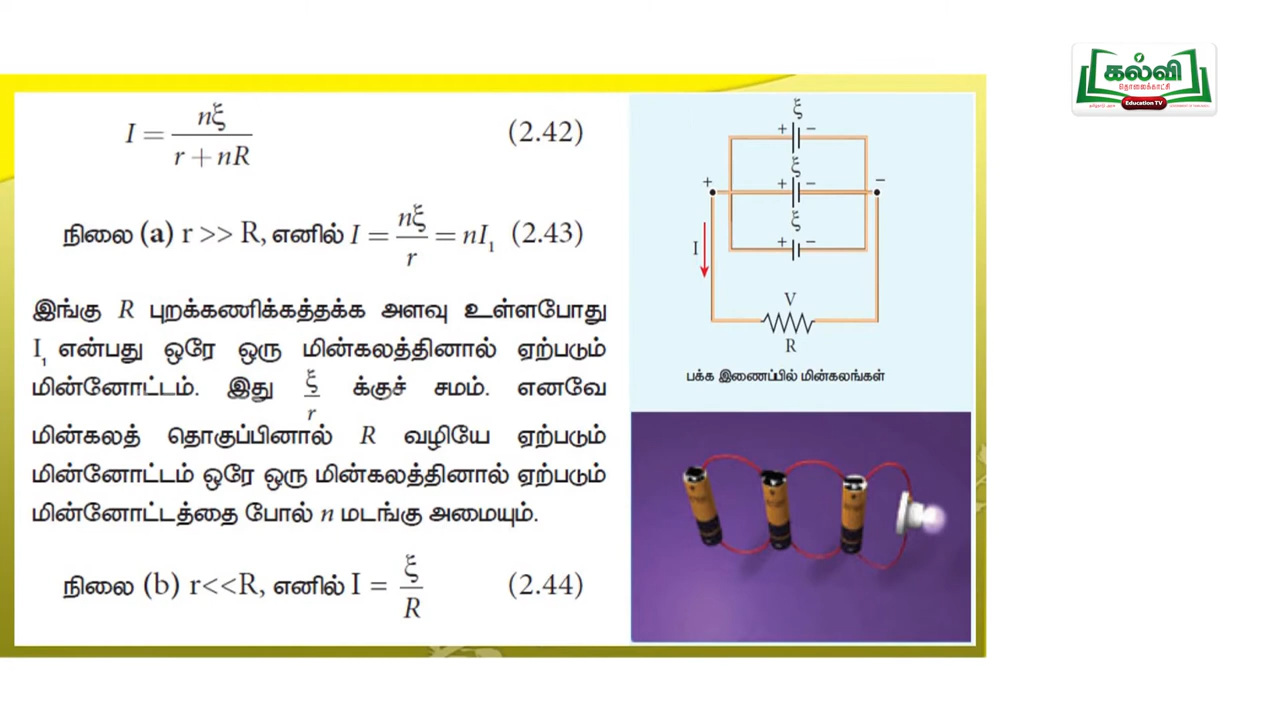 I = nξ / (r + nR) (2.42)
நிலை (a) r >> R, எனில் I = nξ / r = nI₁ (2.43)
இங்கு R புறக்கணிக்கத்தக்க அளவு உள்ளபோது
I₁ என்பது ஒரே ஒரு மின்கலத்தினால் ஏற்படும்
மின்னோட்டம். இது ξ / r க்குச் சமம். எனவே
மின்கலத் தொகுப்பினால் R வழியே ஏற்படும்
மின்னோட்டம் ஒரே ஒரு மின்கலத்தினால் ஏற்படும்
மின்னோட்டத்தை போல் n மடங்கு அமையும்.
நிலை (b) r<<R, எனில் I = ξ / R (2.44)
ξ
+ −
ξ
+ + − −
ξ
+ −
I
V
R
பக்க இணைப்பில் மின்கலங்கள்
கல்வி
தொலைக்காட்சி
Education TV